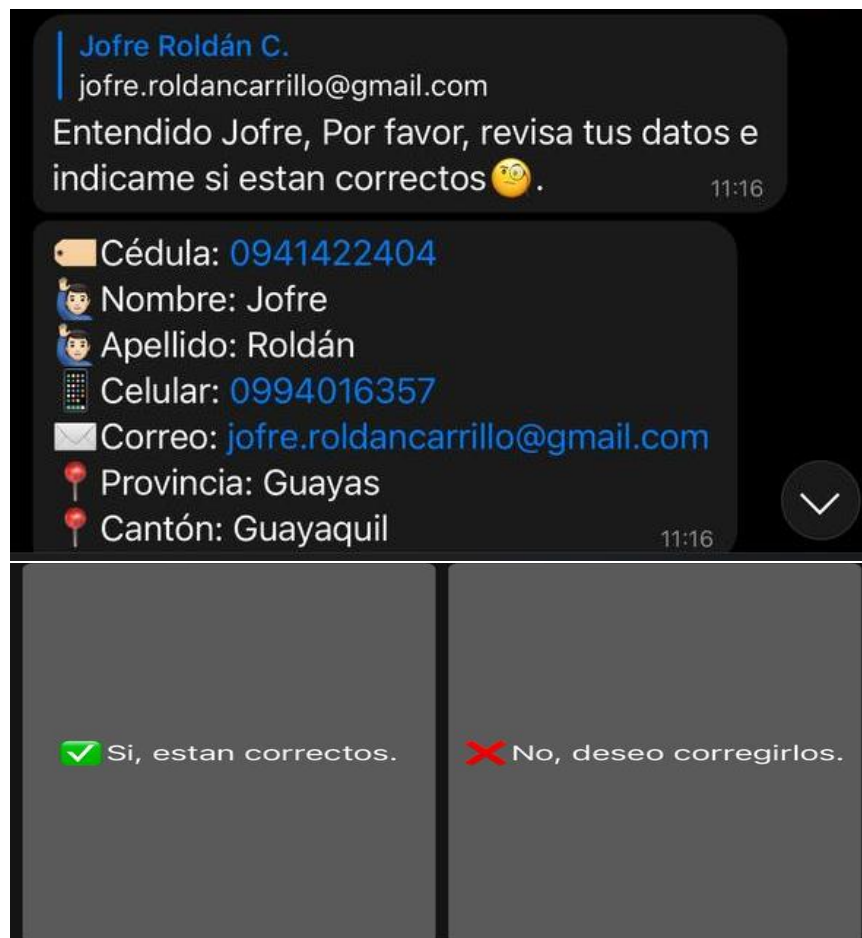 Jofre Roldán C.
jofre.roldancarrillo@gmail.com
Entendido Jofre, Por favor, revisa tus datos e
indicame si estan correctos🧐.
11:16
🏷️Cédula: 0941422404
🙋🏻‍♂️Nombre: Jofre
🙋🏻‍♂️Apellido: Roldán
📱Celular: 0994016357
✉️Correo: jofre.roldancarrillo@gmail.com
📍Provincia: Guayas
📍Cantón: Guayaquil
11:16
✅Si, estan correctos.
❌No, deseo corregirlos.